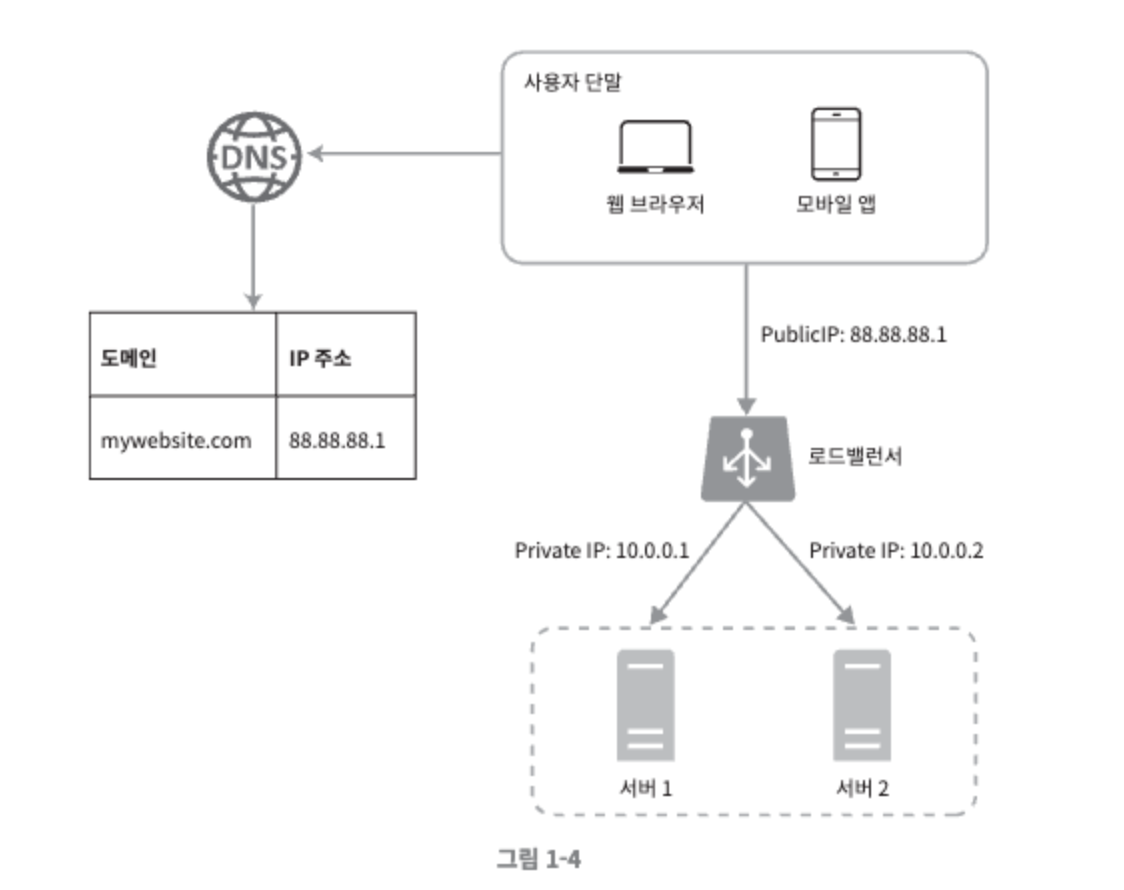 사용자 단말
DNS
웹 브라우저
모바일 앱
도메인
IP 주소
mywebsite.com
88.88.88.1
PublicIP: 88.88.88.1
로드밸런서
Private IP: 10.0.0.1
Private IP: 10.0.0.2
서버 1
서버 2
그림 1-4